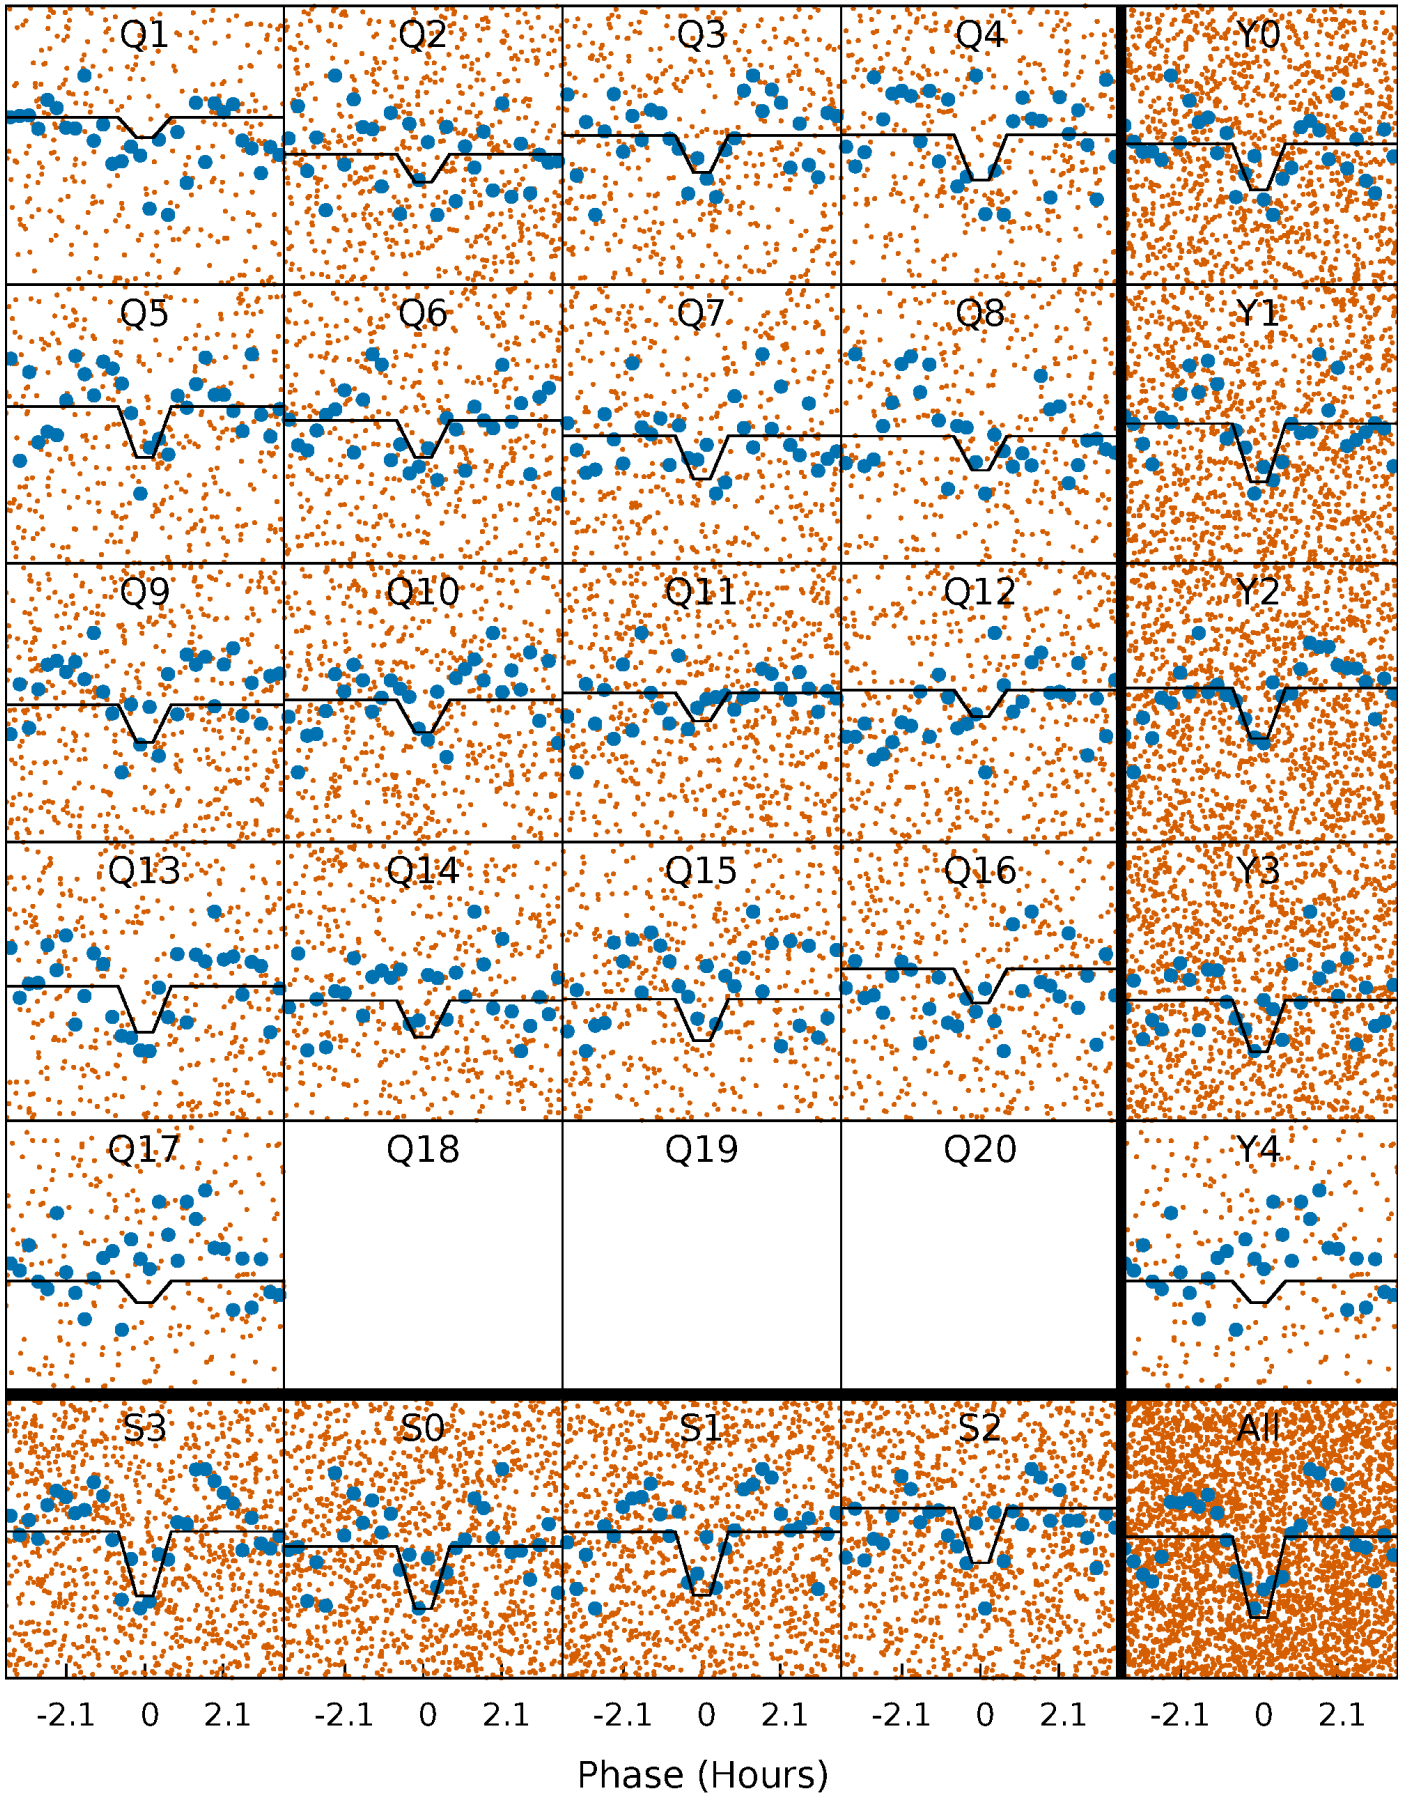 Q1 Q2 Q3 Q4 Y0
Q5 Q6 Q7 Q8 Y1
Q9 Q10 Q11 Q12 Y2
Q13 Q14 Q15 Q16 Y3
Q17 Q18 Q19 Q20 Y4
S3 S0 S1 S2 All
-2.1 0 2.1 -2.1 0 2.1 -2.1 0 2.1 -2.1 0 2.1 -2.1 0 2.1
Phase (Hours)